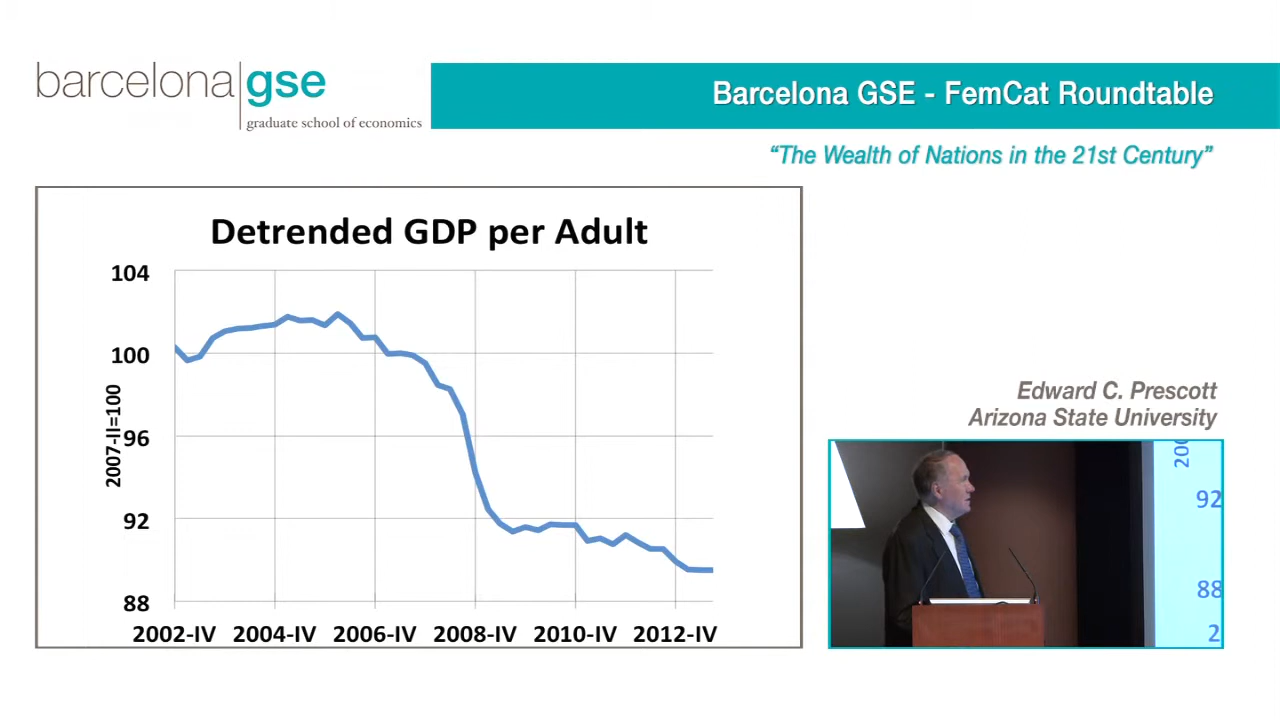 barcelona gse
graduate school of economics
Barcelona GSE - FemCat Roundtable
“The Wealth of Nations in the 21st Century”
Detrended GDP per Adult
104
100
96
92
88
2007-II=100
2002-IV 2004-IV 2006-IV 2008-IV 2010-IV 2012-IV
Edward C. Prescott
Arizona State University
200
92
88
2